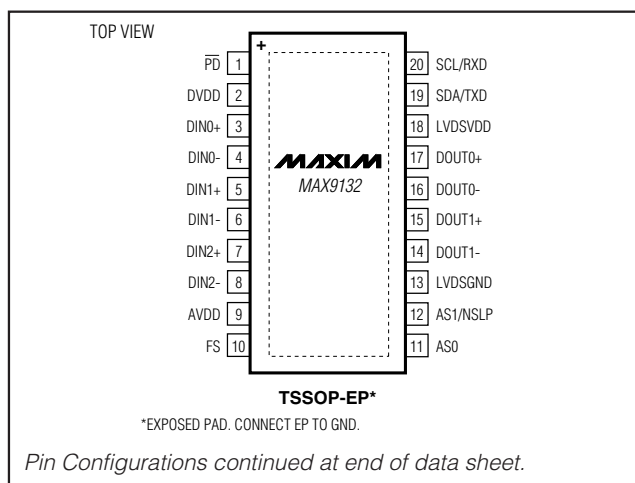 TOP VIEW
+
PD 1 20 SCL/RXD
DVDD 2 19 SDA/TXD
DIN0+ 3 18 LVDSVDD
DIN0- 4 17 DOUT0+
MAXIM
DIN1+ 5 MAX9132 16 DOUT0-
DIN1- 6 15 DOUT1+
DIN2+ 7 14 DOUT1-
DIN2- 8 13 LVDSGND
AVDD 9 12 AS1/NSLP
FS 10 11 AS0
TSSOP-EP*
*EXPOSED PAD. CONNECT EP TO GND.
Pin Configurations continued at end of data sheet.